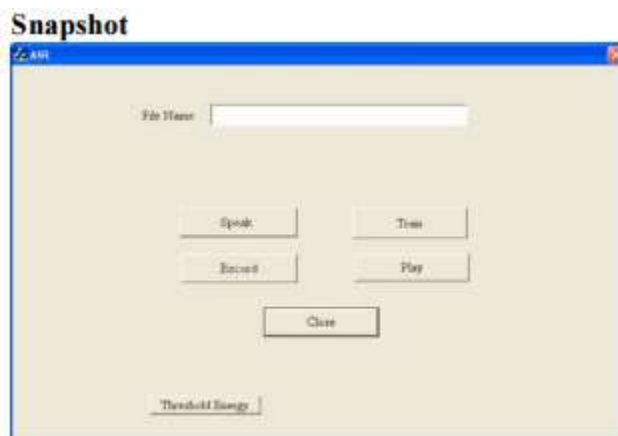 Snapshot
ASR
File Name
Speak
Train
Record
Play
Close
Threshold Energy